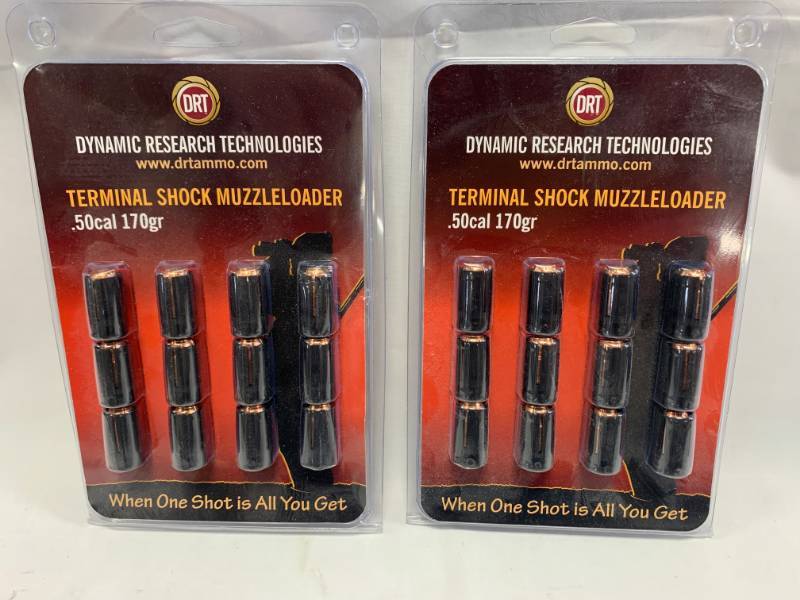 DRT
DYNAMIC RESEARCH TECHNOLOGIES
www.drtammo.com
TERMINAL SHOCK MUZZLELOADER
.50cal 170gr
When One Shot is All You Get
DRT
DYNAMIC RESEARCH TECHNOLOGIES
www.drtammo.com
TERMINAL SHOCK MUZZLELOADER
.50cal 170gr
When One Shot is All You Get